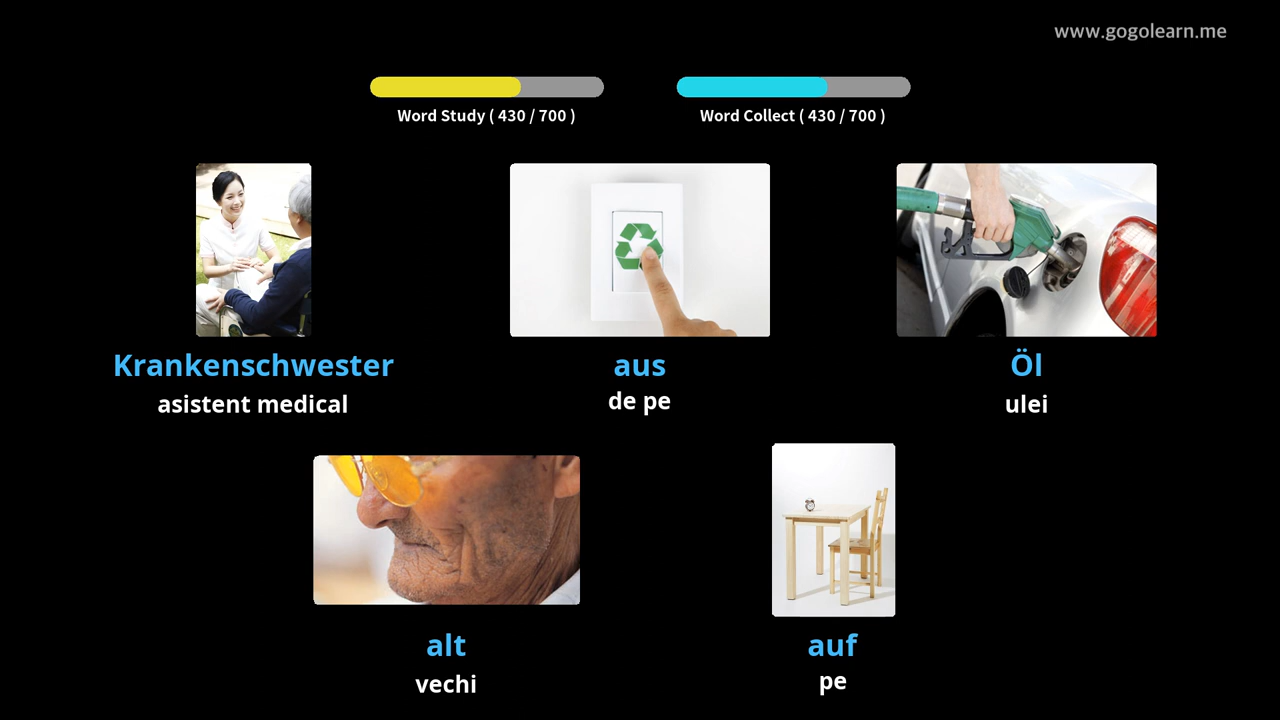 www.gogolearn.me
Word Study ( 430 / 700 )
Word Collect ( 430 / 700 )
Krankenschwester
asistent medical
aus
de pe
Öl
ulei
alt
vechi
auf
pe